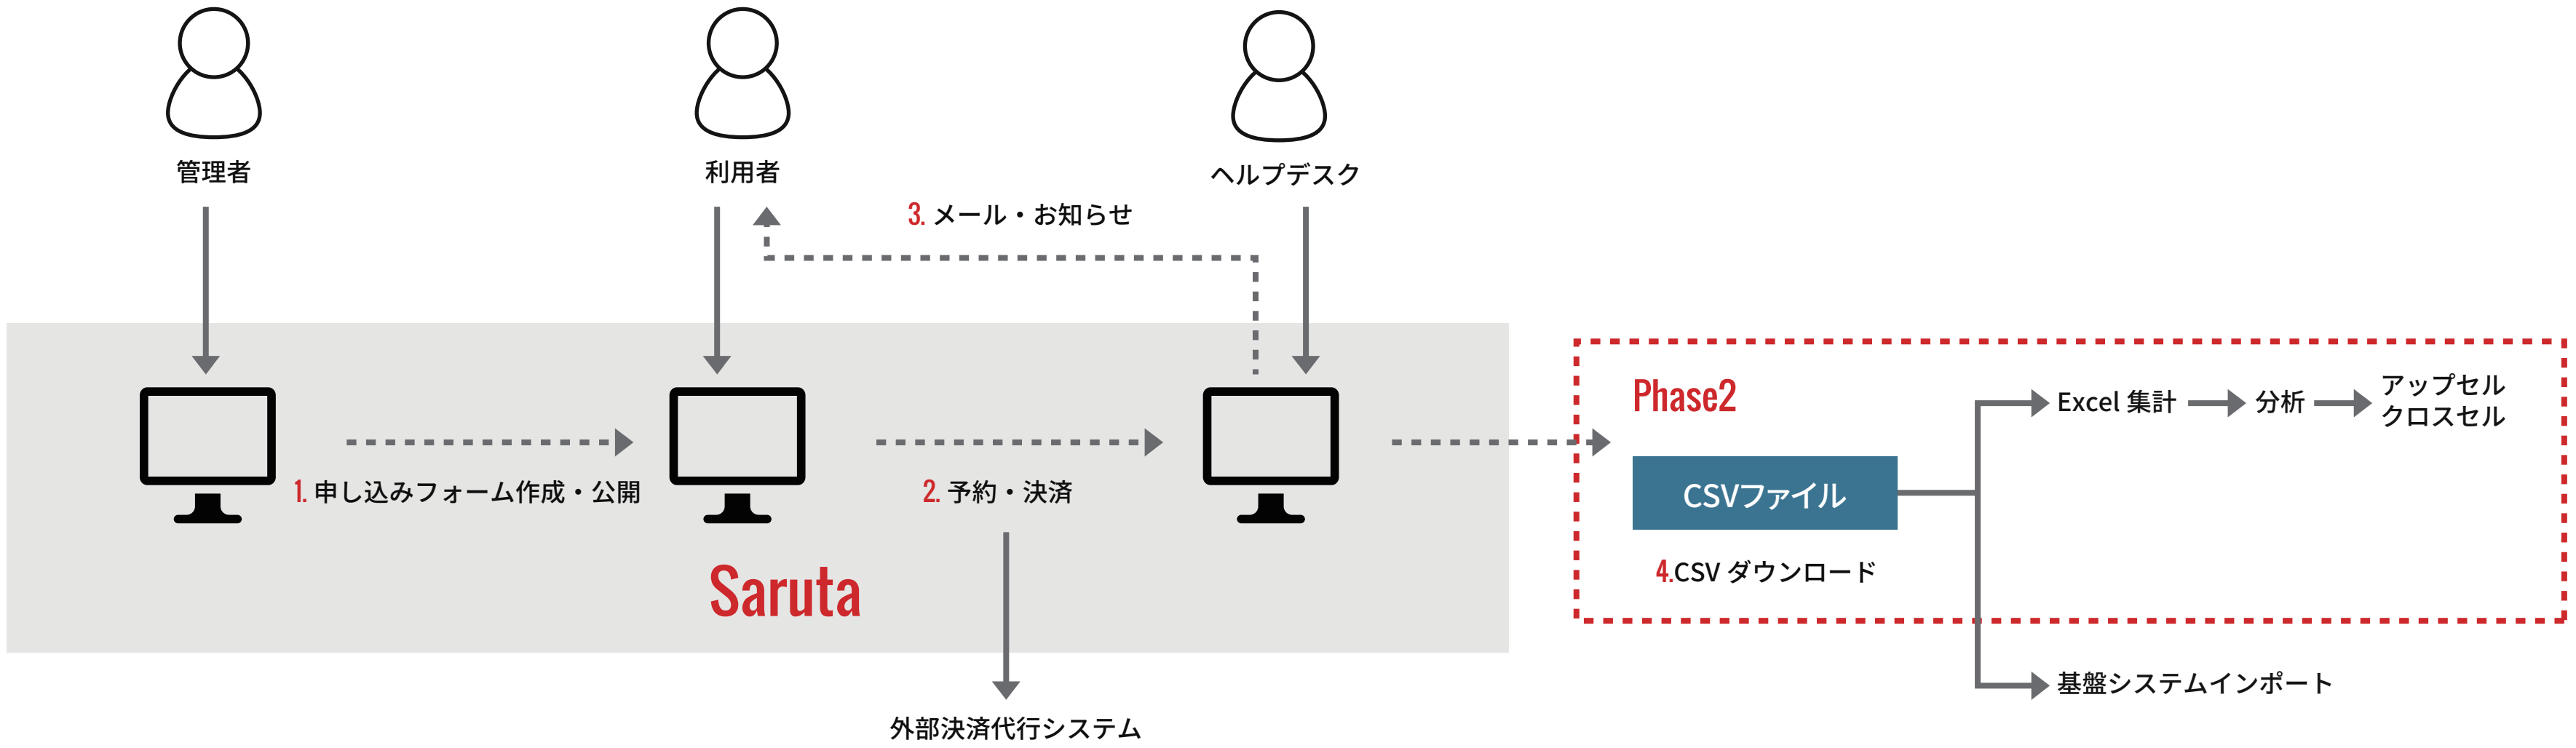 管理者
利用者
ヘルプデスク
3. メール・お知らせ
1. 申し込みフォーム作成・公開
2. 予約・決済
Saruta
外部決済代行システム
Phase2
CSVファイル
4.CSV ダウンロード
Excel 集計
分析
アップセル
クロスセル
基盤システムインポート